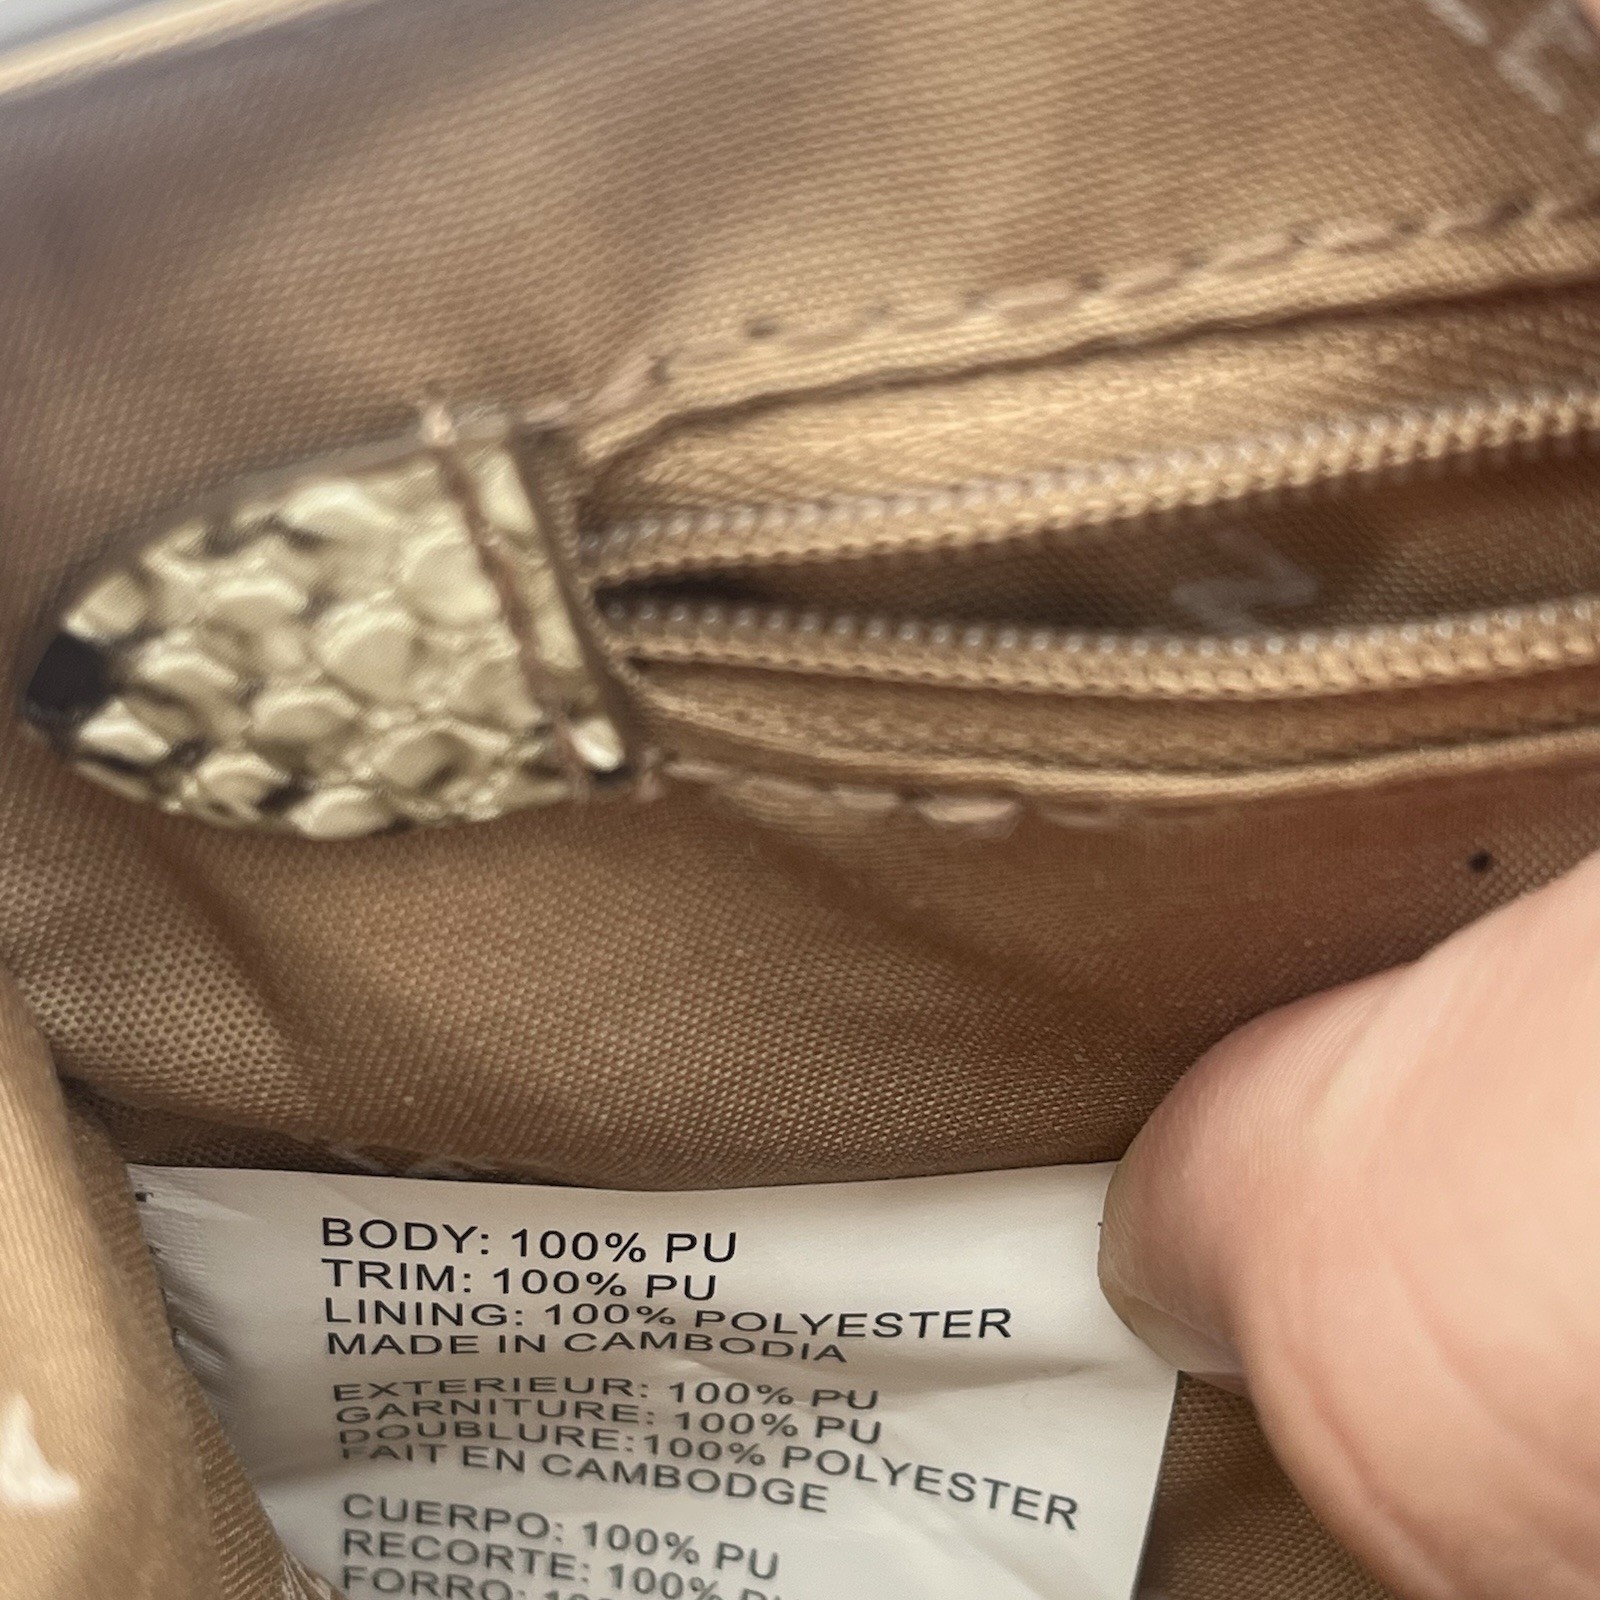 BODY: 100% PU
TRIM: 100% PU
LINING: 100% POLYESTER
MADE IN CAMBODIA
EXTERIEUR: 100% PU
GARNITURE: 100% PU
DOUBLURE:100% POLYESTER
FAIT EN CAMBODGE
CUERPO: 100% PU
RECORTE: 100%
FORRO: